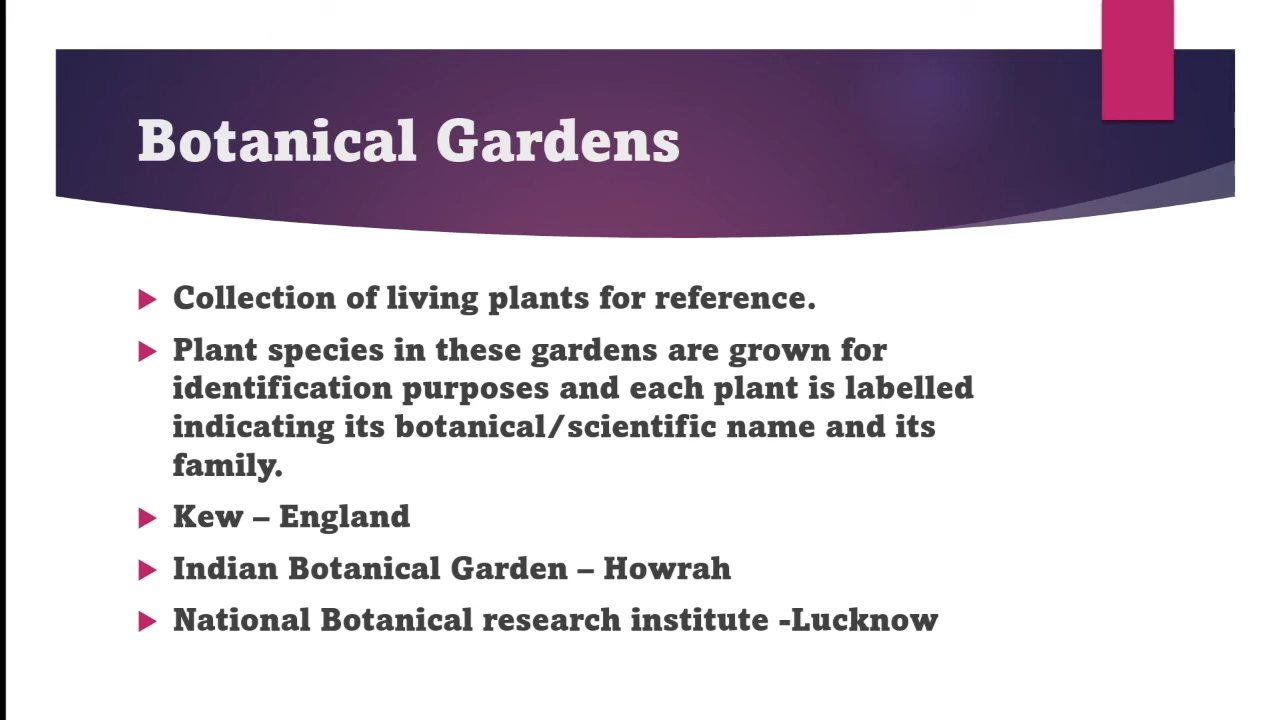 Botanical Gardens
Collection of living plants for reference.
Plant species in these gardens are grown for
identification purposes and each plant is labelled
indicating its botanical/scientific name and its
family.
Kew – England
Indian Botanical Garden – Howrah
National Botanical research institute -Lucknow